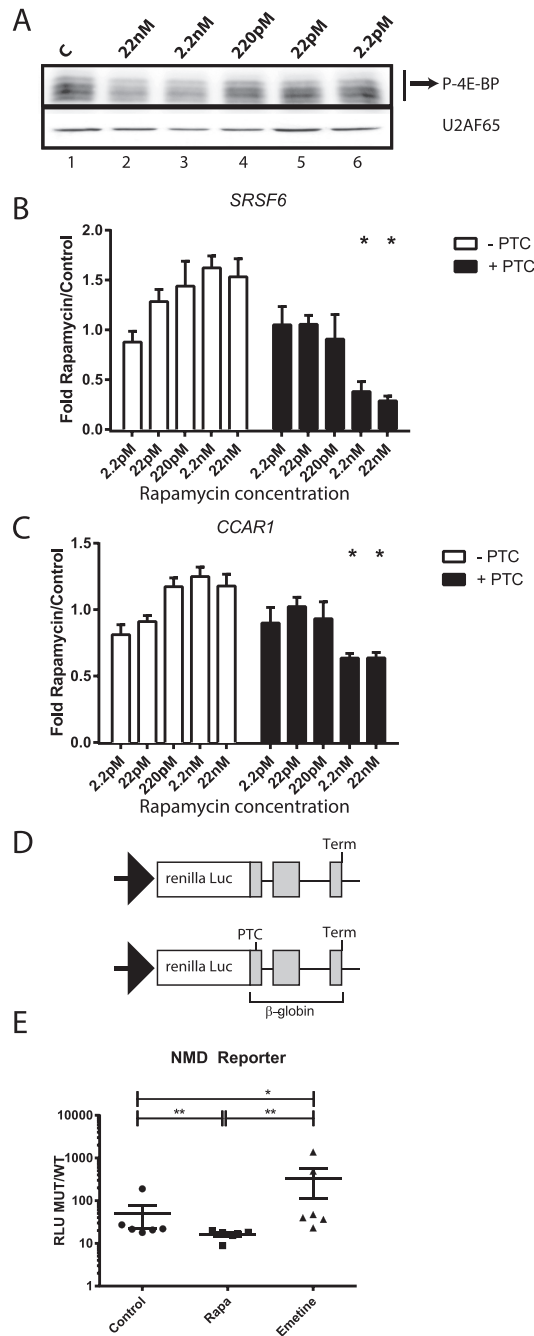 A
C 22nM 2.2nM 220pM 22pM 2.2pM
P-4E-BP
U2AF65
1 2 3 4 5 6
B
SRSF6
Fold Rapamycin/Control
2.0
1.5
1.0
0.5
0.0
* *
- PTC
+ PTC
2.2pM 22pM 220pM 2.2nM 22nM 2.2pM 22pM 220pM 2.2nM 22nM
Rapamycin concentration
C
CCAR1
Fold Rapamycin/Control
1.5
1.0
0.5
0.0
* *
- PTC
+ PTC
2.2pM 22pM 220pM 2.2nM 22nM 2.2pM 22pM 220pM 2.2nM 22nM
Rapamycin concentration
D
Term
renilla Luc
PTC Term
renilla Luc
β-globin
E
NMD Reporter
*
** **
RLU MUT/WT
10000
1000
100
10
1
Control Rapa Emetine